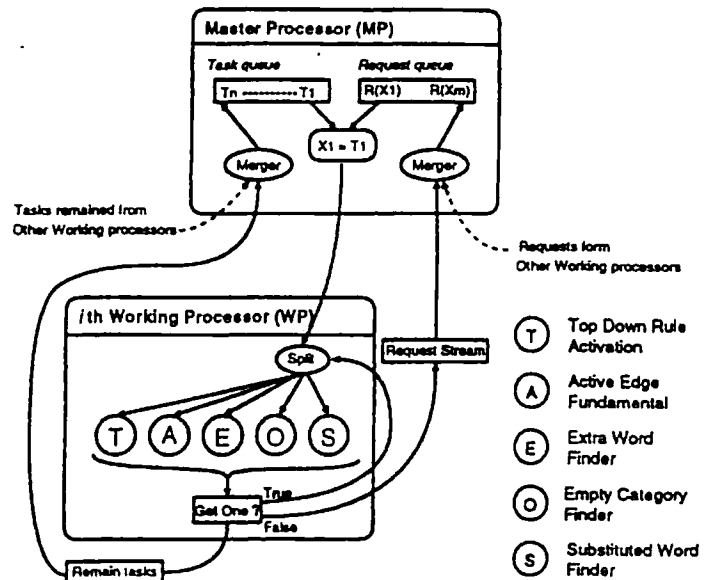 Master Processor (MP)
Task queue
Request queue
Tn ---------- T1
R(X1) R(Xm)
X1 = T1
Merger
Merger
Tasks remained from
Other Working processors
Requests form
Other Working processors
i th Working Processor (WP)
Split
Request Stream
T A E O S
Get One ?
True
False
Remain tasks
T Top Down Rule
Activation
A Active Edge
Fundamental
E Extra Word
Finder
O Empty Category
Finder
S Substituted Word
Finder